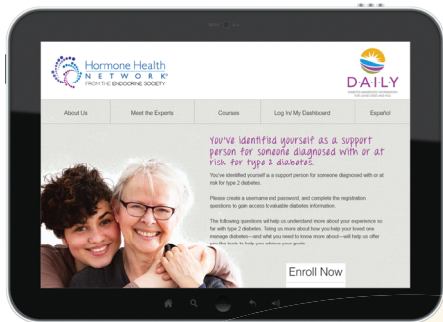 Hormone Health
NETWORK®
FROM THE ENDOCRINE SOCIETY
D·A·I·L·Y
About Us
Meet the Experts
Courses
Log In/ My Dashboard
Español
You've identified yourself as a support
person for someone diagnosed with or at
risk for type 2 diabetes.
You've identified yourself as a support person for someone diagnosed with or at
risk for type 2 diabetes.
Please create a username and password, and complete the registration
questions to gain access to valuable diabetes information.
The following questions will help us understand more about your experience so
far with type 2 diabetes. Telling us more about how you help your loved one
manage diabetes—and what you need to know more about—will help us offer
Enroll Now